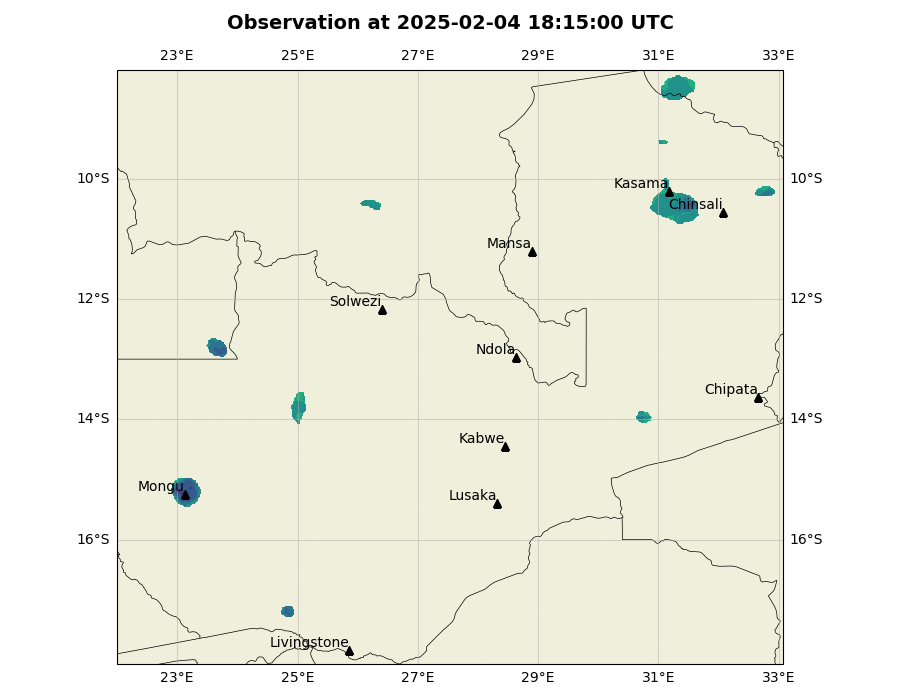 Observation at 2025-02-04 18:15:00 UTC
23°E 25°E 27°E 29°E 31°E 33°E
10°S 10°S
Kasama
Chinsali
Mansa
12°S 12°S
Solwezi
Ndola
Chipata
14°S 14°S
Kabwe
Mongu
Lusaka
16°S 16°S
Livingstone
23°E 25°E 27°E 29°E 31°E 33°E